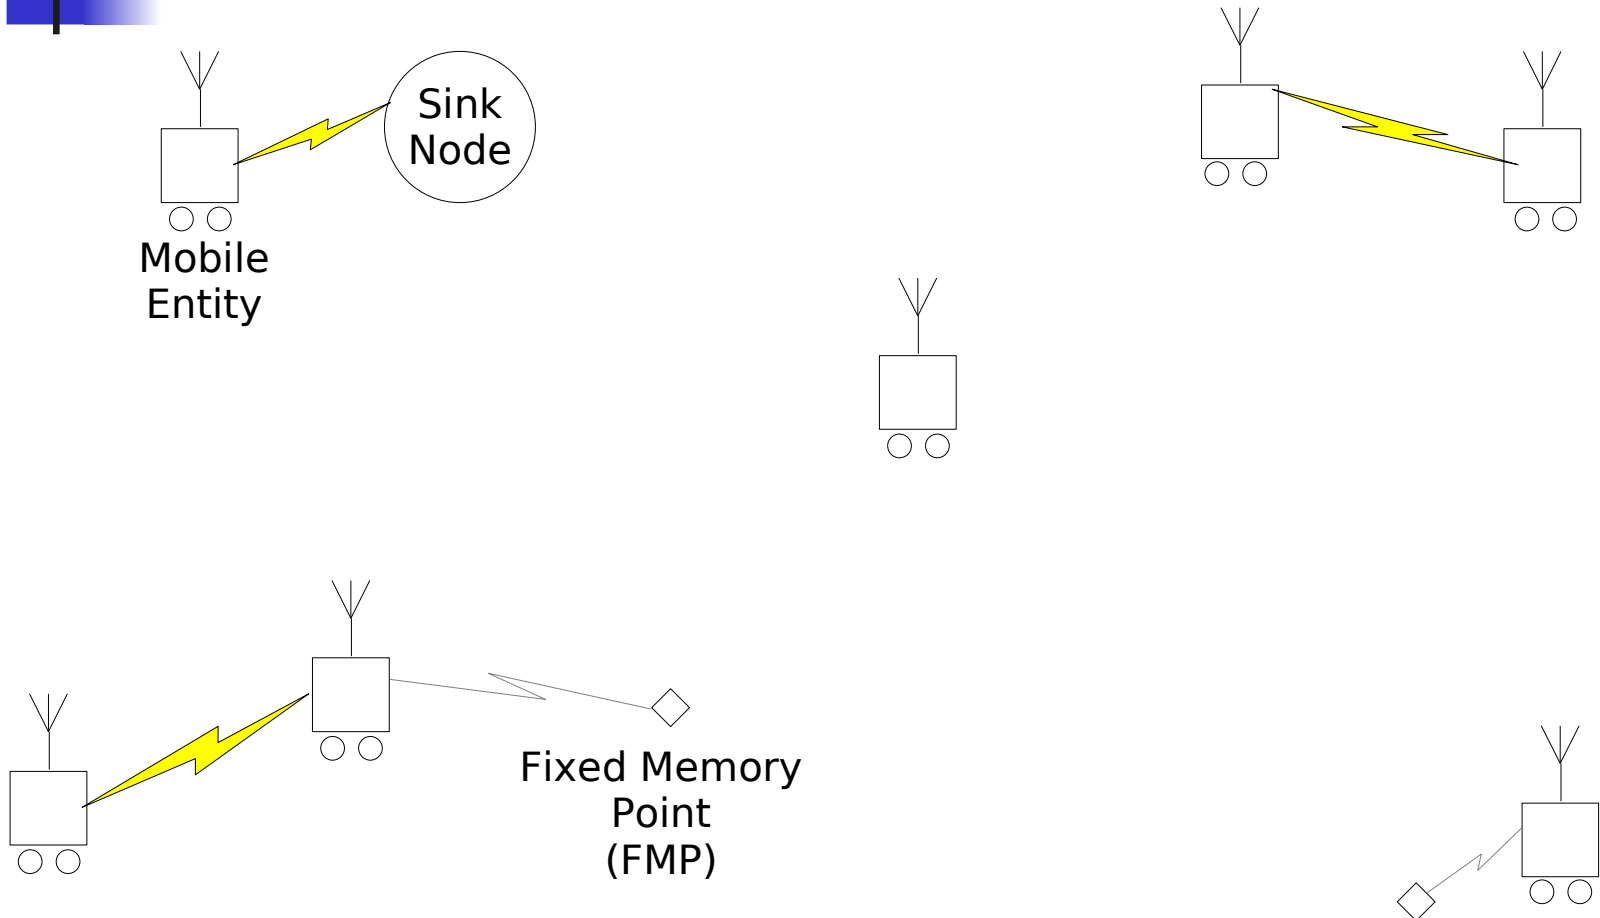 Sink
Node
Mobile
Entity
Fixed Memory
Point
(FMP)